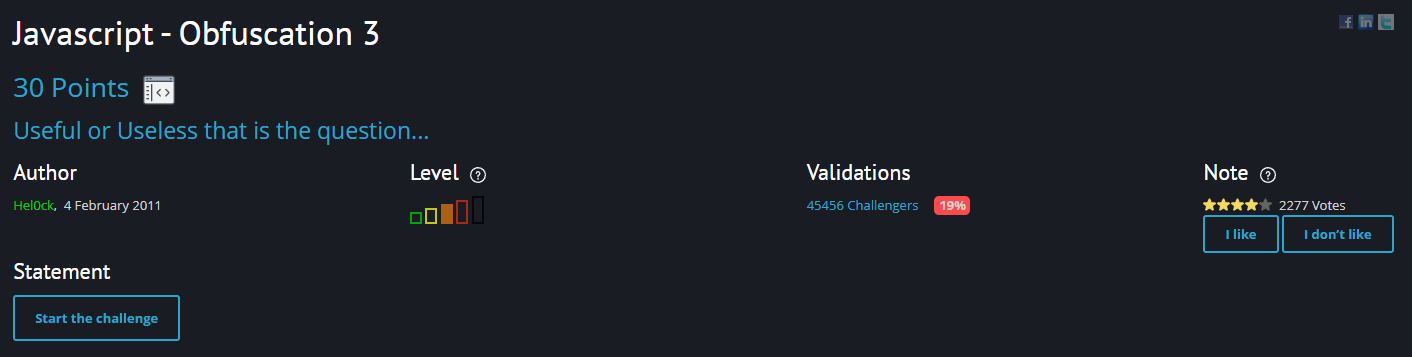 Javascript - Obfuscation 3
30 Points
Useful or Useless that is the question...
Author
Hel0ck, 4 February 2011
Level ?
Validations
45456 Challengers 19%
Note ?
2277 Votes
I like I don't like
Statement
Start the challenge